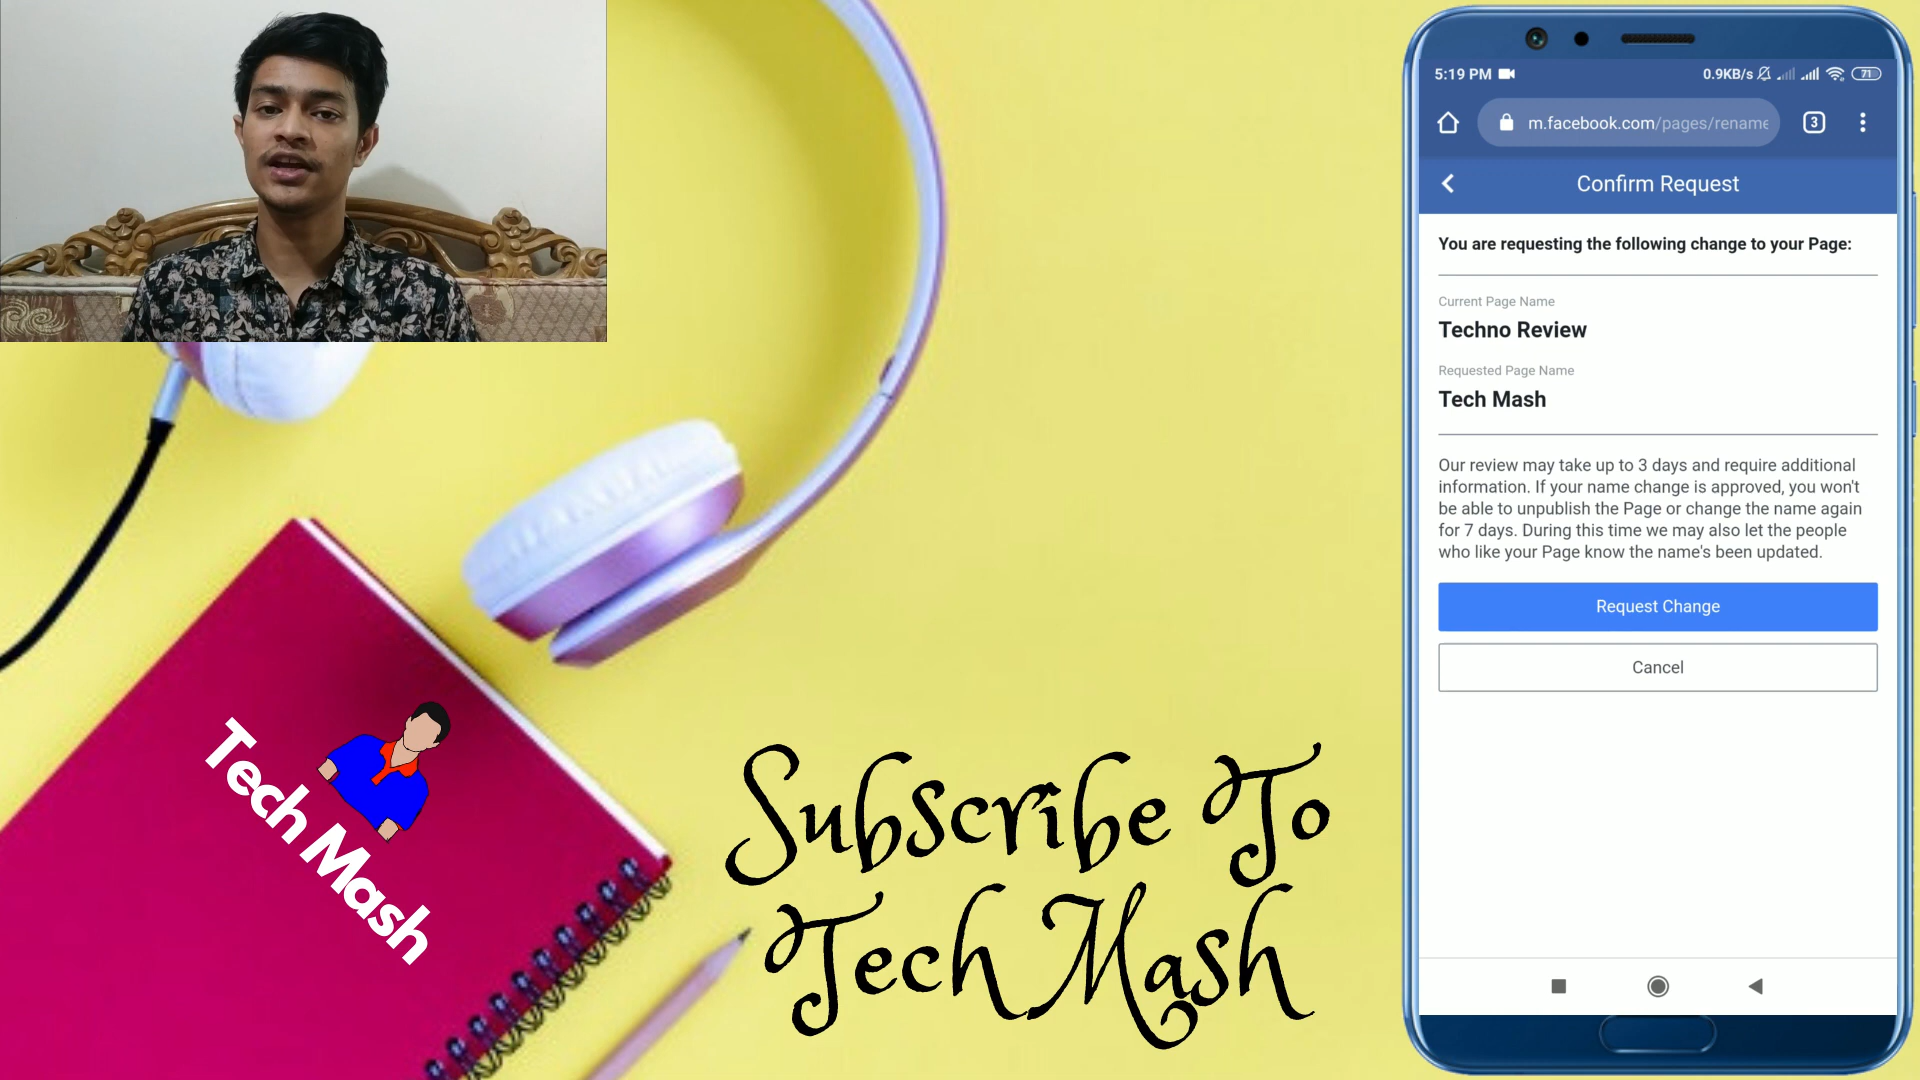 5:19 PM
0.9KB/s
71
m.facebook.com/pages/rename
3
Confirm Request
You are requesting the following change to your Page:
Current Page Name
Techno Review
Requested Page Name
Tech Mash
Our review may take up to 3 days and require additional
information. If your name change is approved, you won't
be able to unpublish the Page or change the name again
for 7 days. During this time we may also let the people
who like your Page know the name's been updated.
Request Change
Cancel
Tech Mash
Subscribe To
Tech Mash